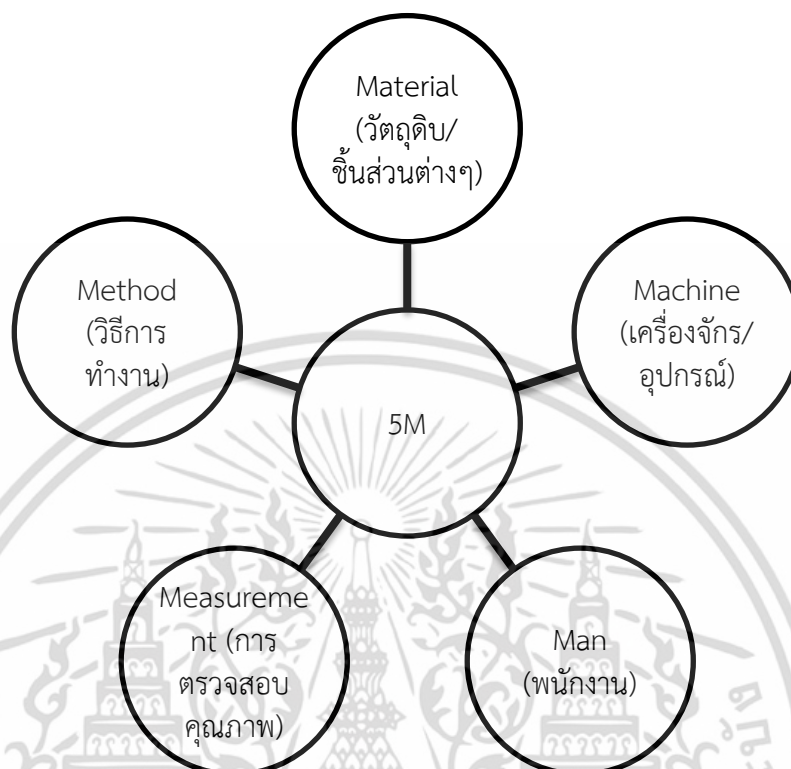 Material
(วัตถุดิบ/
ชิ้นส่วนต่างๆ)
Method
(วิธีการ
ทำงาน)
Machine
(เครื่องจักร/
อุปกรณ์)
5M
Measureme
nt (การ
ตรวจสอบ
คุณภาพ)
Man
(พนักงาน)